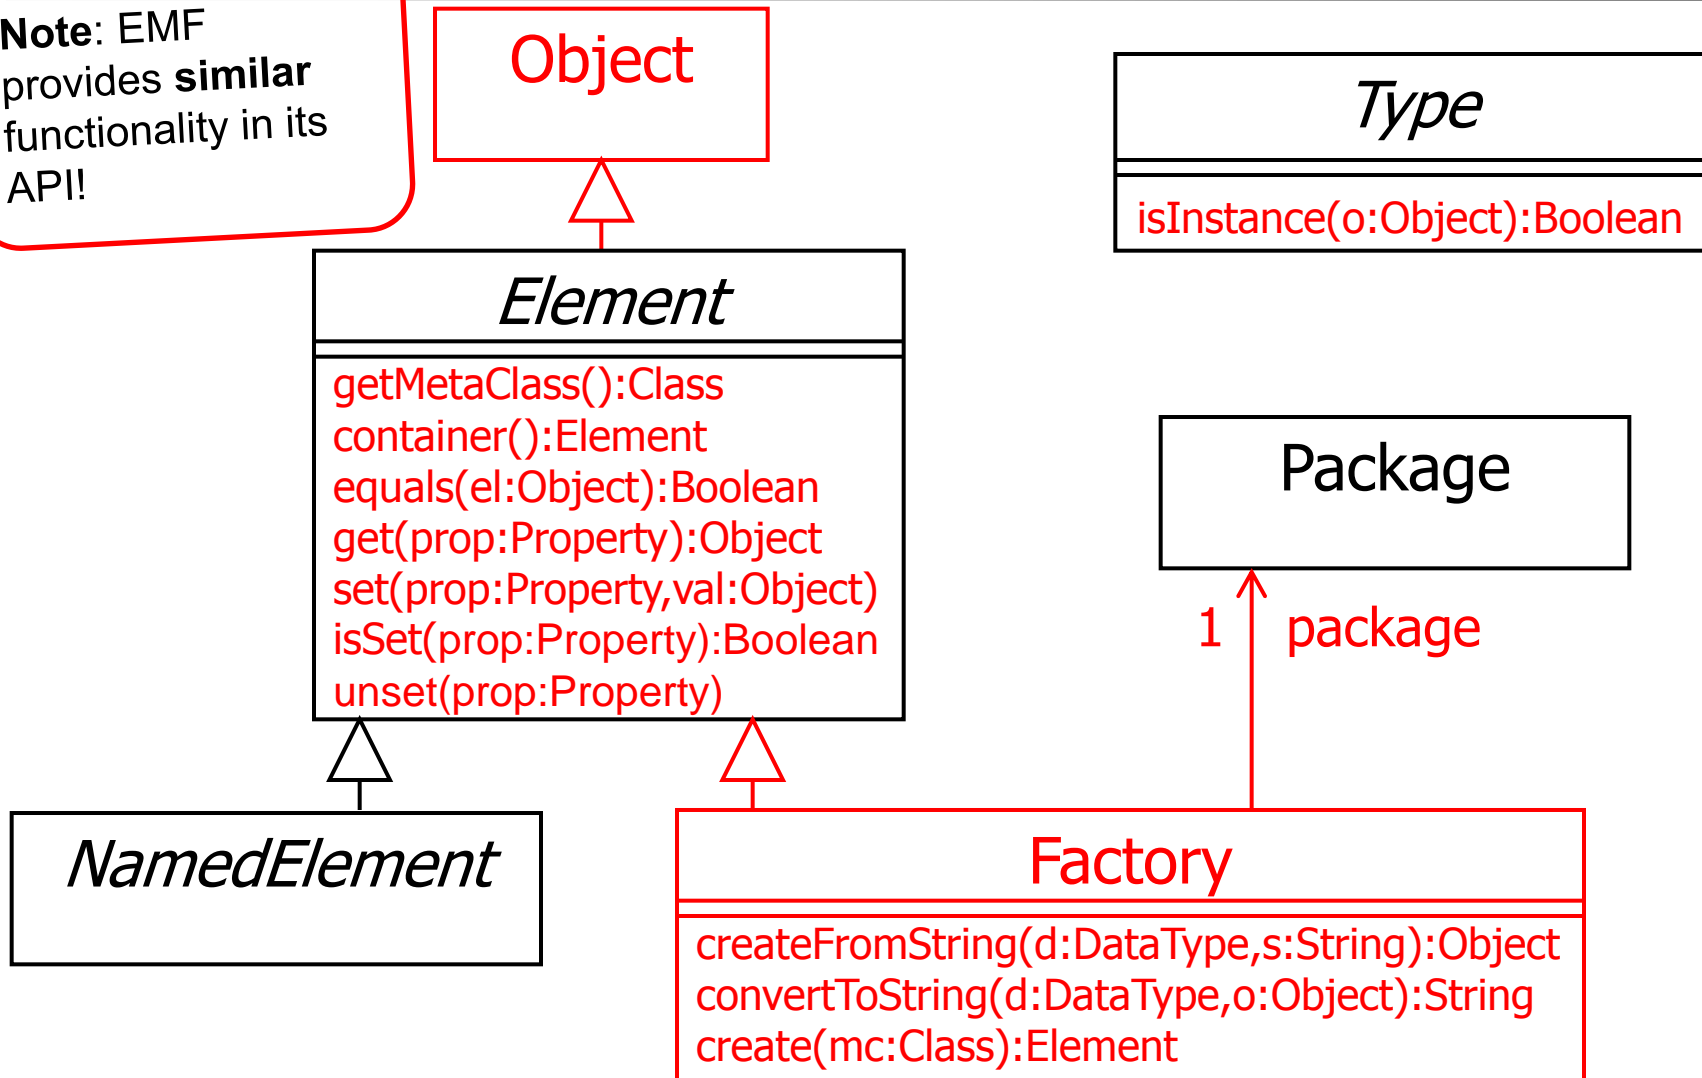 Note: EMF
provides similar
functionality in its
API!
Object
Type
isInstance(o:Object):Boolean
Element
getMetaClass():Class
container():Element
equals(el:Object):Boolean
get(prop:Property):Object
set(prop:Property,val:Object)
isSet(prop:Property):Boolean
unset(prop:Property)
Package
1 package
NamedElement
Factory
createFromString(d:DataType,s:String):Object
convertToString(d:DataType,o:Object):String
create(mc:Class):Element